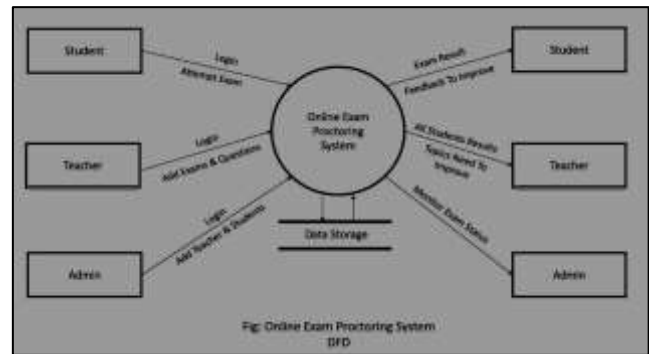 Student
Login
Attempt Exam
Exam Result
Feedback To Improve
Student
Teacher
Login
Add Exams & Questions
Online Exam
Proctoring
System
All Students Results
Topics Need To
Improve
Teacher
Login
Add Teacher & Students
Data Storage
Monitor Exam Status
Admin
Admin
Fig: Online Exam Proctoring System
DFD